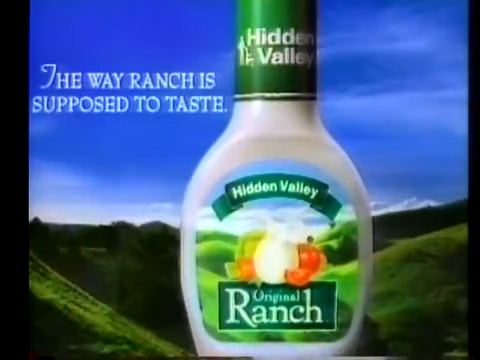 THE WAY RANCH IS
SUPPOSED TO TASTE.
Hidden
Valley
Hidden Valley
Original
Ranch